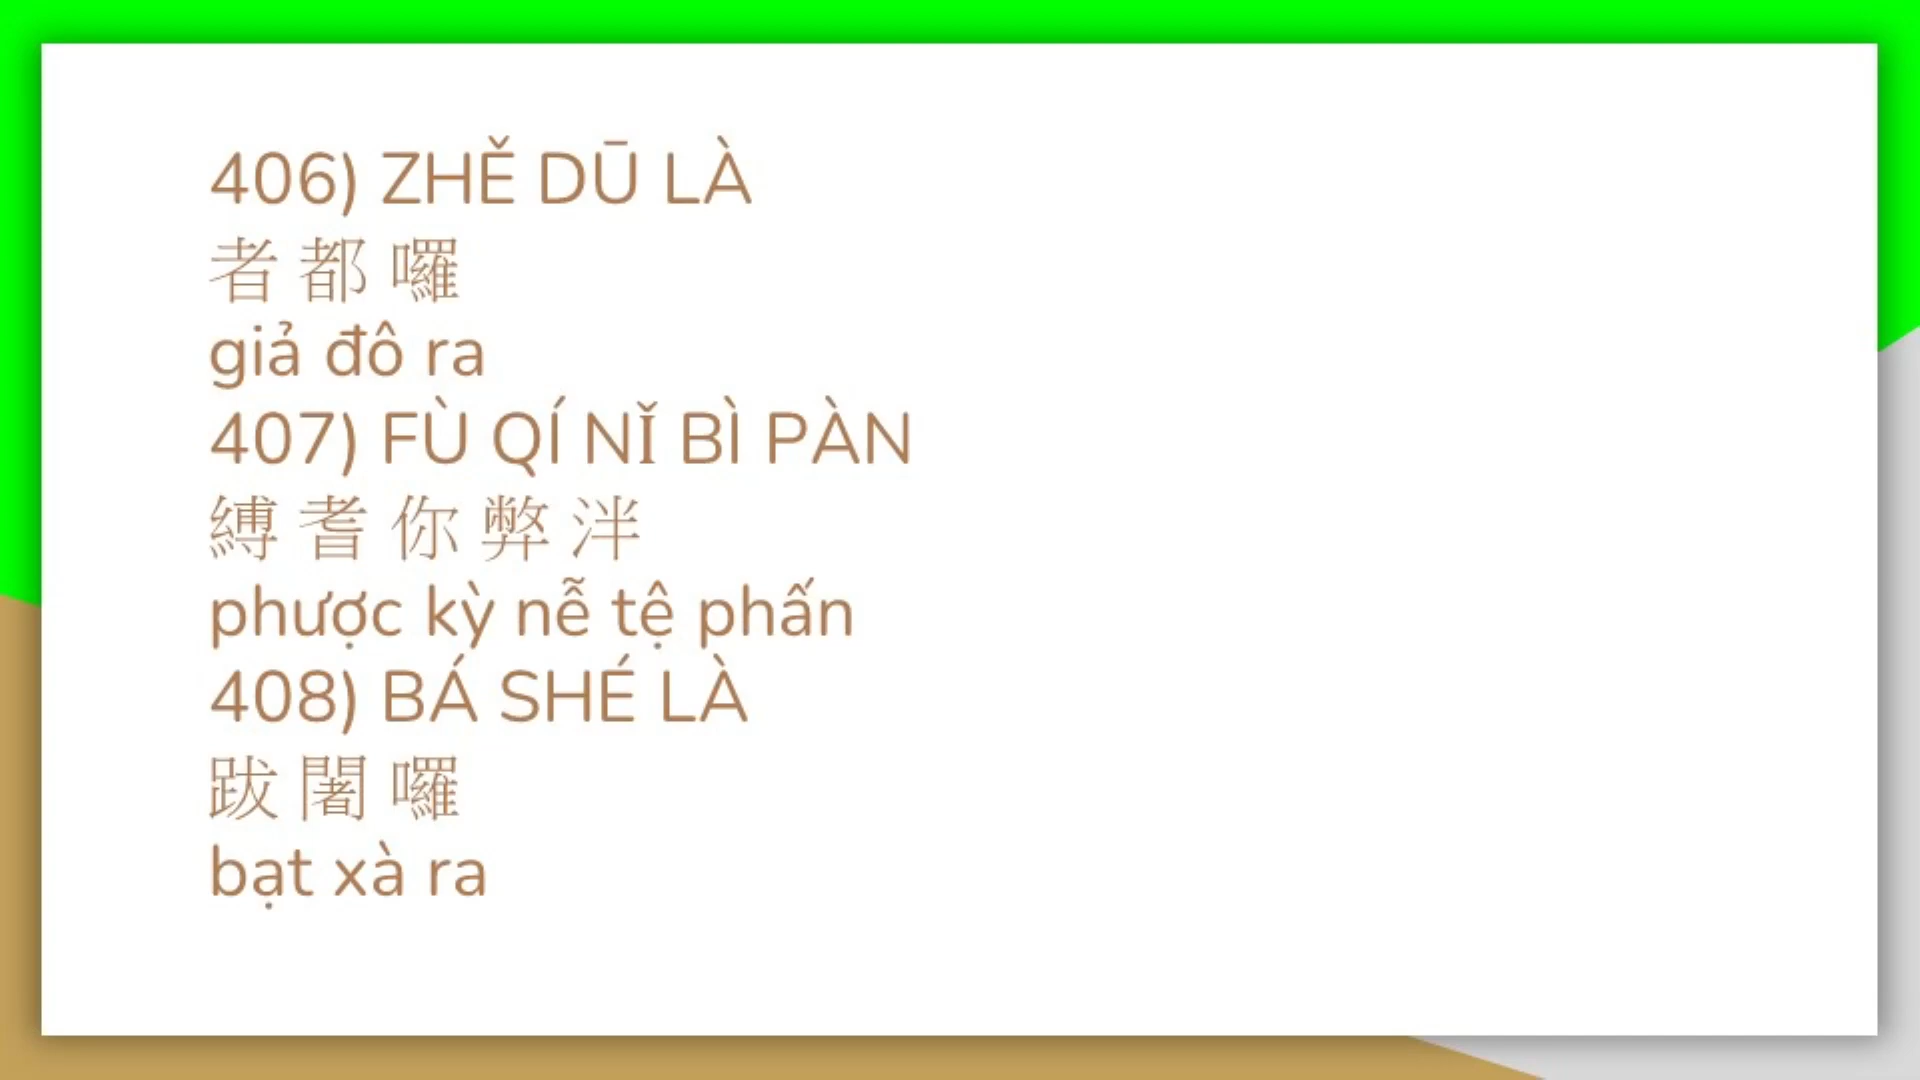 406) ZHĚ DŪ LÀ
者 都 囉
giả đô ra
407) FÙ QÍ NǏ BÌ PÀN
縛 耆 你 弊 泮
phược kỳ nễ tệ phấn
408) BÁ SHÉ LÀ
跋 闍 囉
bạt xà ra